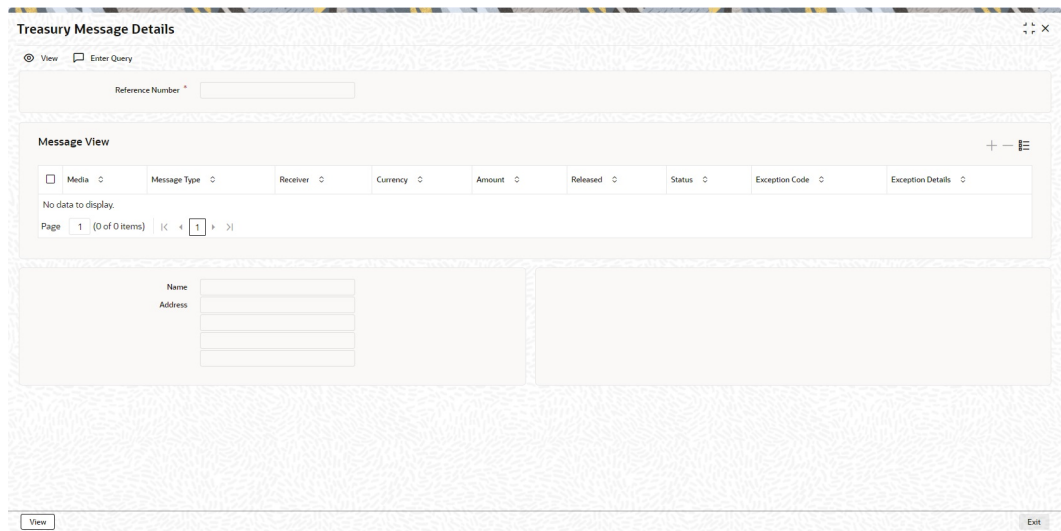 Treasury Message Details
View Enter Query
Reference Number *
Message View
Media Message Type Receiver Currency Amount Released Status Exception Code Exception Details
No data to display.
Page 1 (0 of 0 items) 1
Name
Address
View Exit